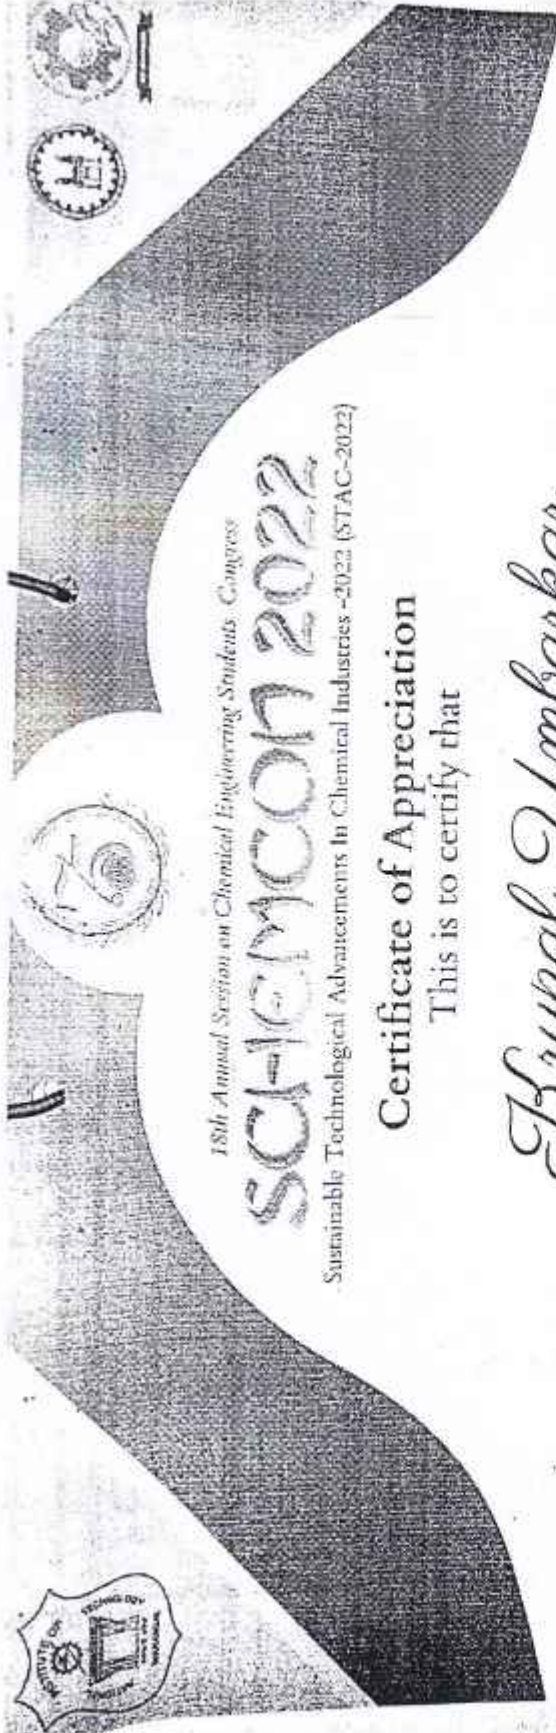 18th Annual Session on Chemical Engineering Students Congress
SCHEMCON 2022
Sustainable Technological Advancements In Chemical Industries -2022 (STAC-2022)
Certificate of Appreciation
This is to certify that
Krunal Umbarkar